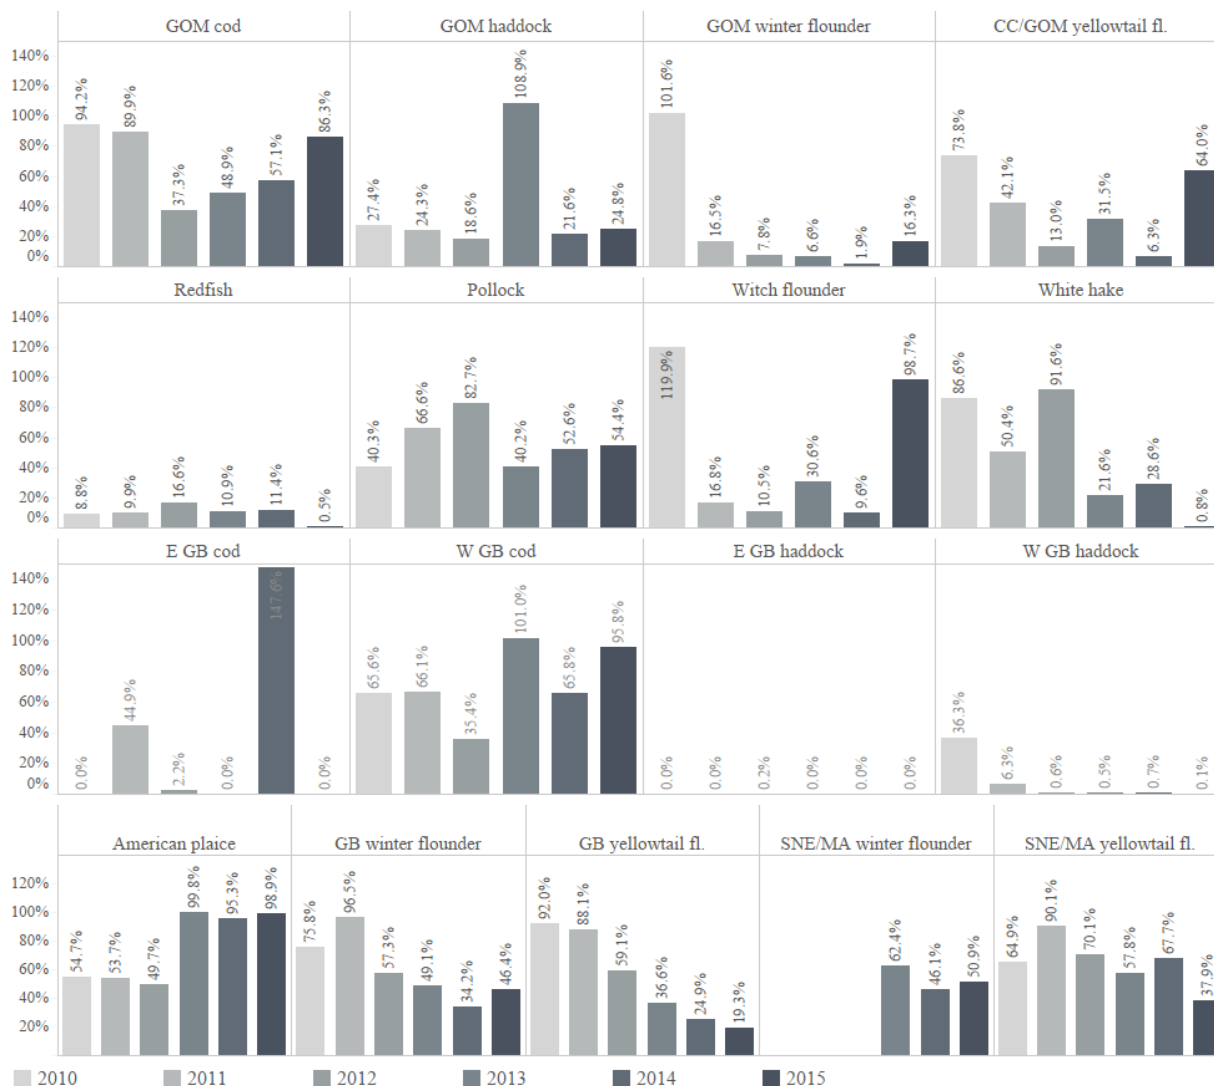 GOM cod GOM haddock GOM winter flounder CC/GOM yellowtail fl.
140%
120%
100%
80%
60%
40%
20%
0%
94.2% 89.9% 37.3% 48.9% 57.1% 86.3%
27.4% 24.3% 18.6% 108.9% 21.6% 24.8%
101.6% 16.5% 7.8% 6.6% 1.9% 16.3%
73.8% 42.1% 13.0% 31.5% 6.3% 64.0%
Redfish Pollock Witch flounder White hake
140%
120%
100%
80%
60%
40%
20%
0%
8.8% 9.9% 16.6% 10.9% 11.4% 0.5%
40.3% 66.6% 82.7% 40.2% 52.6% 54.4%
119.9% 16.8% 10.5% 30.6% 9.6% 98.7%
86.6% 50.4% 91.6% 21.6% 28.6% 0.8%
E GB cod W GB cod E GB haddock W GB haddock
140%
120%
100%
80%
60%
40%
20%
0%
0.0% 44.9% 2.2% 0.0% 147.6% 0.0%
65.6% 66.1% 35.4% 101.0% 65.8% 95.8%
0.0% 0.0% 0.2% 0.0% 0.0% 0.0%
36.3% 6.3% 0.6% 0.5% 0.7% 0.1%
American plaice GB winter flounder GB yellowtail fl. SNE/MA winter flounder SNE/MA yellowtail fl.
120%
100%
80%
60%
40%
20%
54.7% 53.7% 49.7% 99.8% 95.3% 98.9%
75.8% 96.5% 57.3% 49.1% 34.2% 46.4%
92.0% 88.1% 59.1% 36.6% 24.9% 19.3%
62.4% 46.1% 50.9%
64.9% 90.1% 70.1% 57.8% 67.7% 37.9%
2010 2011 2012 2013 2014 2015